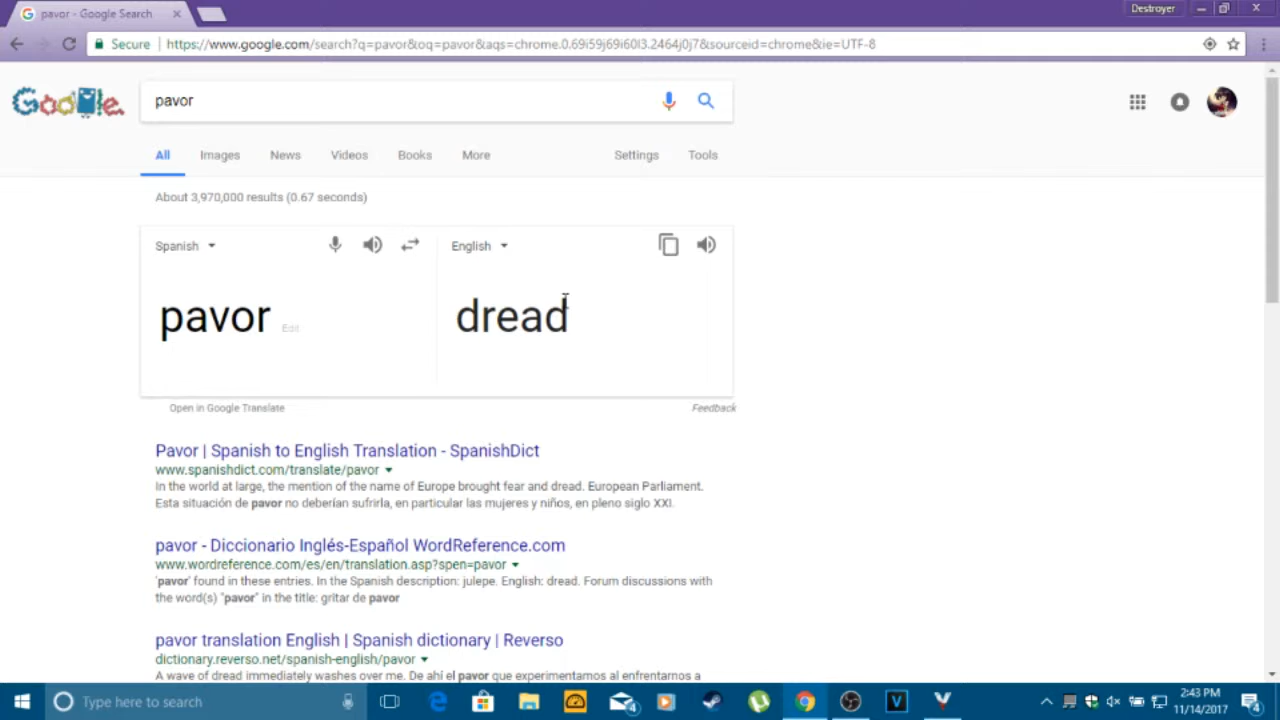 pavor - Google Search
Destroyer
Secure
https://www.google.com/search?q=pavor&oq=pavor&aqs=chrome.0.69i59j69i60l3.2464j0j7&sourceid=chrome&ie=UTF-8
Google
pavor
All Images News Videos Books More Settings Tools
About 3,970,000 results (0.67 seconds)
Spanish English
pavor Edit dread
Open in Google Translate Feedback
Pavor | Spanish to English Translation - SpanishDict
www.spanishdict.com/translate/pavor
In the world at large, the mention of the name of Europe brought fear and dread. European Parliament.
Esta situación de pavor no deberían sufrirla, en particular las mujeres y niños, en pleno siglo XXI.
pavor - Diccionario Inglés-Español WordReference.com
www.wordreference.com/es/en/translation.asp?spen=pavor
'pavor' found in these entries. In the Spanish description: julepe. English: dread. Forum discussions with
the word(s) "pavor" in the title: gritar de pavor
pavor translation English | Spanish dictionary | Reverso
dictionary.reverso.net/spanish-english/pavor
A wave of dread immediately washes over me. De ahí el pavor que experimentamos al enfrentarnos a
Type here to search
4
2:43 PM
11/14/2017
4